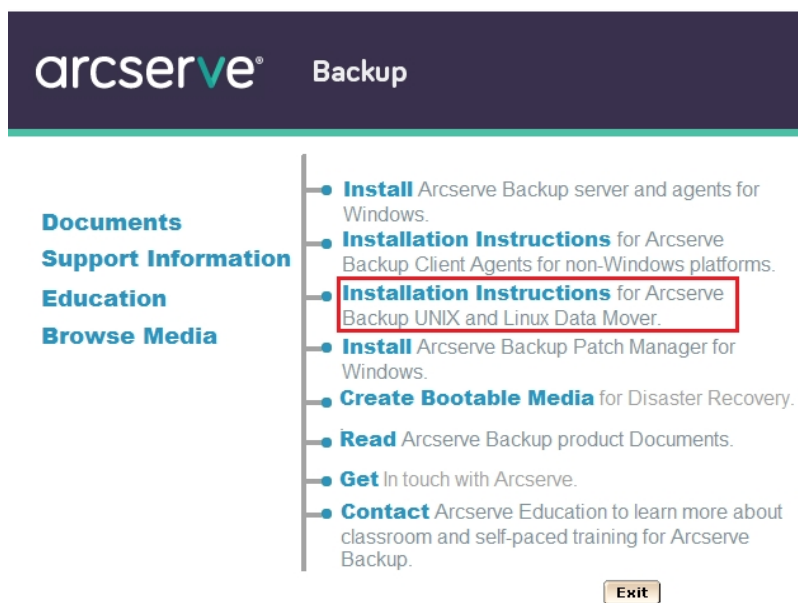 arcserve® Backup
Documents
Support Information
Education
Browse Media
Install Arcserve Backup server and agents for
Windows.
Installation Instructions for Arcserve
Backup Client Agents for non-Windows platforms.
Installation Instructions for Arcserve
Backup UNIX and Linux Data Mover.
Install Arcserve Backup Patch Manager for
Windows.
Create Bootable Media for Disaster Recovery.
Read Arcserve Backup product Documents.
Get In touch with Arcserve.
Contact Arcserve Education to learn more about
classroom and self-paced training for Arcserve
Backup.
Exit